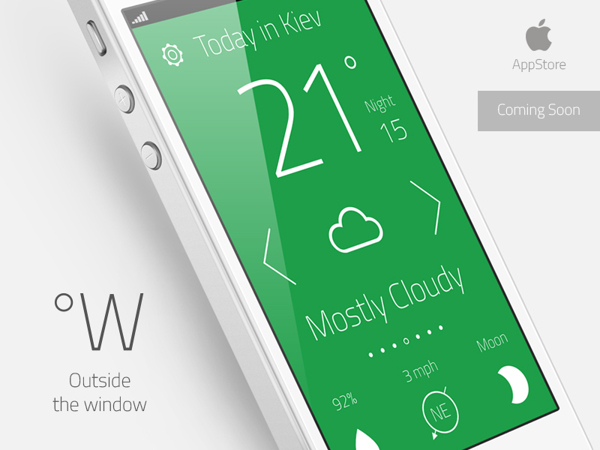 Today in Kiev
21°
Night
15
Mostly Cloudy
92%
3 mph
NE
Moon
°W
Outside
the window
AppStore
Coming Soon